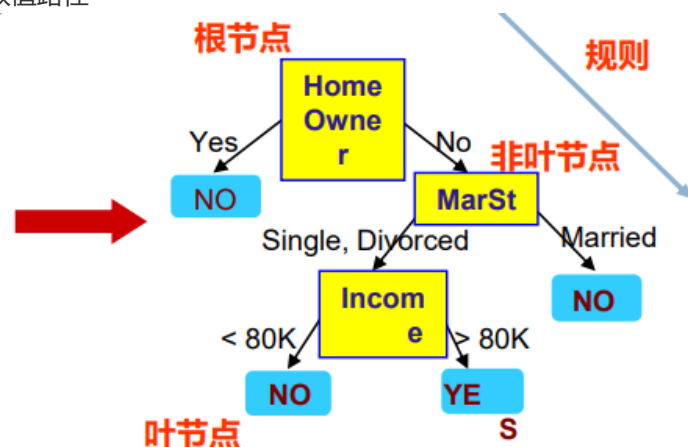 根节点
规则
Home
Owne
r
Yes
No
非叶节点
NO
MarSt
Single, Divorced
Married
Incom
e
NO
< 80K
> 80K
NO
YE
S
叶节点